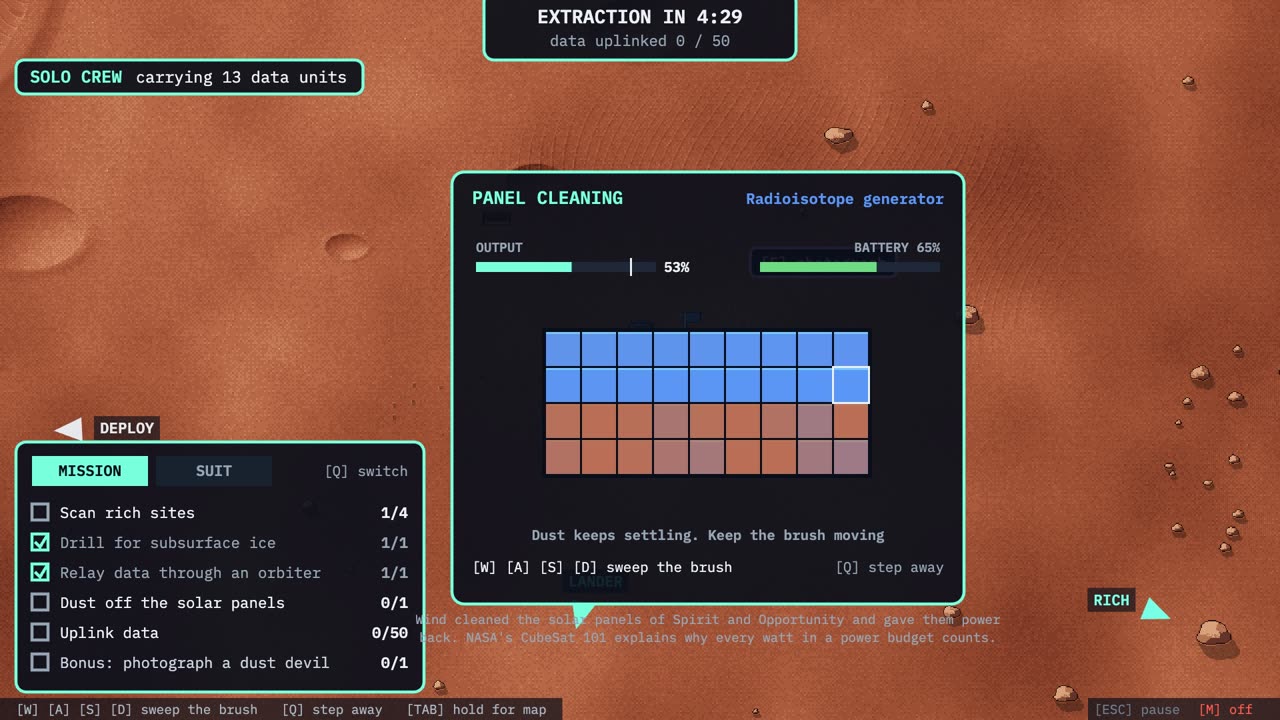 EXTRACTION IN 4:29
data uplinked 0 / 50
SOLO CREW carrying 13 data units
PANEL CLEANING
Radioisotope generator
OUTPUT
53%
BATTERY 65%
Dust keeps settling. Keep the brush moving
[W] [A] [S] [D] sweep the brush
[Q] step away
LANDER
Wind cleaned the solar panels of Spirit and Opportunity and gave them power
back. NASA's CubeSat 101 explains why every watt in a power budget counts.
DEPLOY
MISSION
SUIT
[Q] switch
Scan rich sites 1/4
Drill for subsurface ice 1/1
Relay data through an orbiter 1/1
Dust off the solar panels 0/1
Uplink data 0/50
Bonus: photograph a dust devil 0/1
RICH
[W] [A] [S] [D] sweep the brush [Q] step away [TAB] hold for map
[ESC] pause [M] off